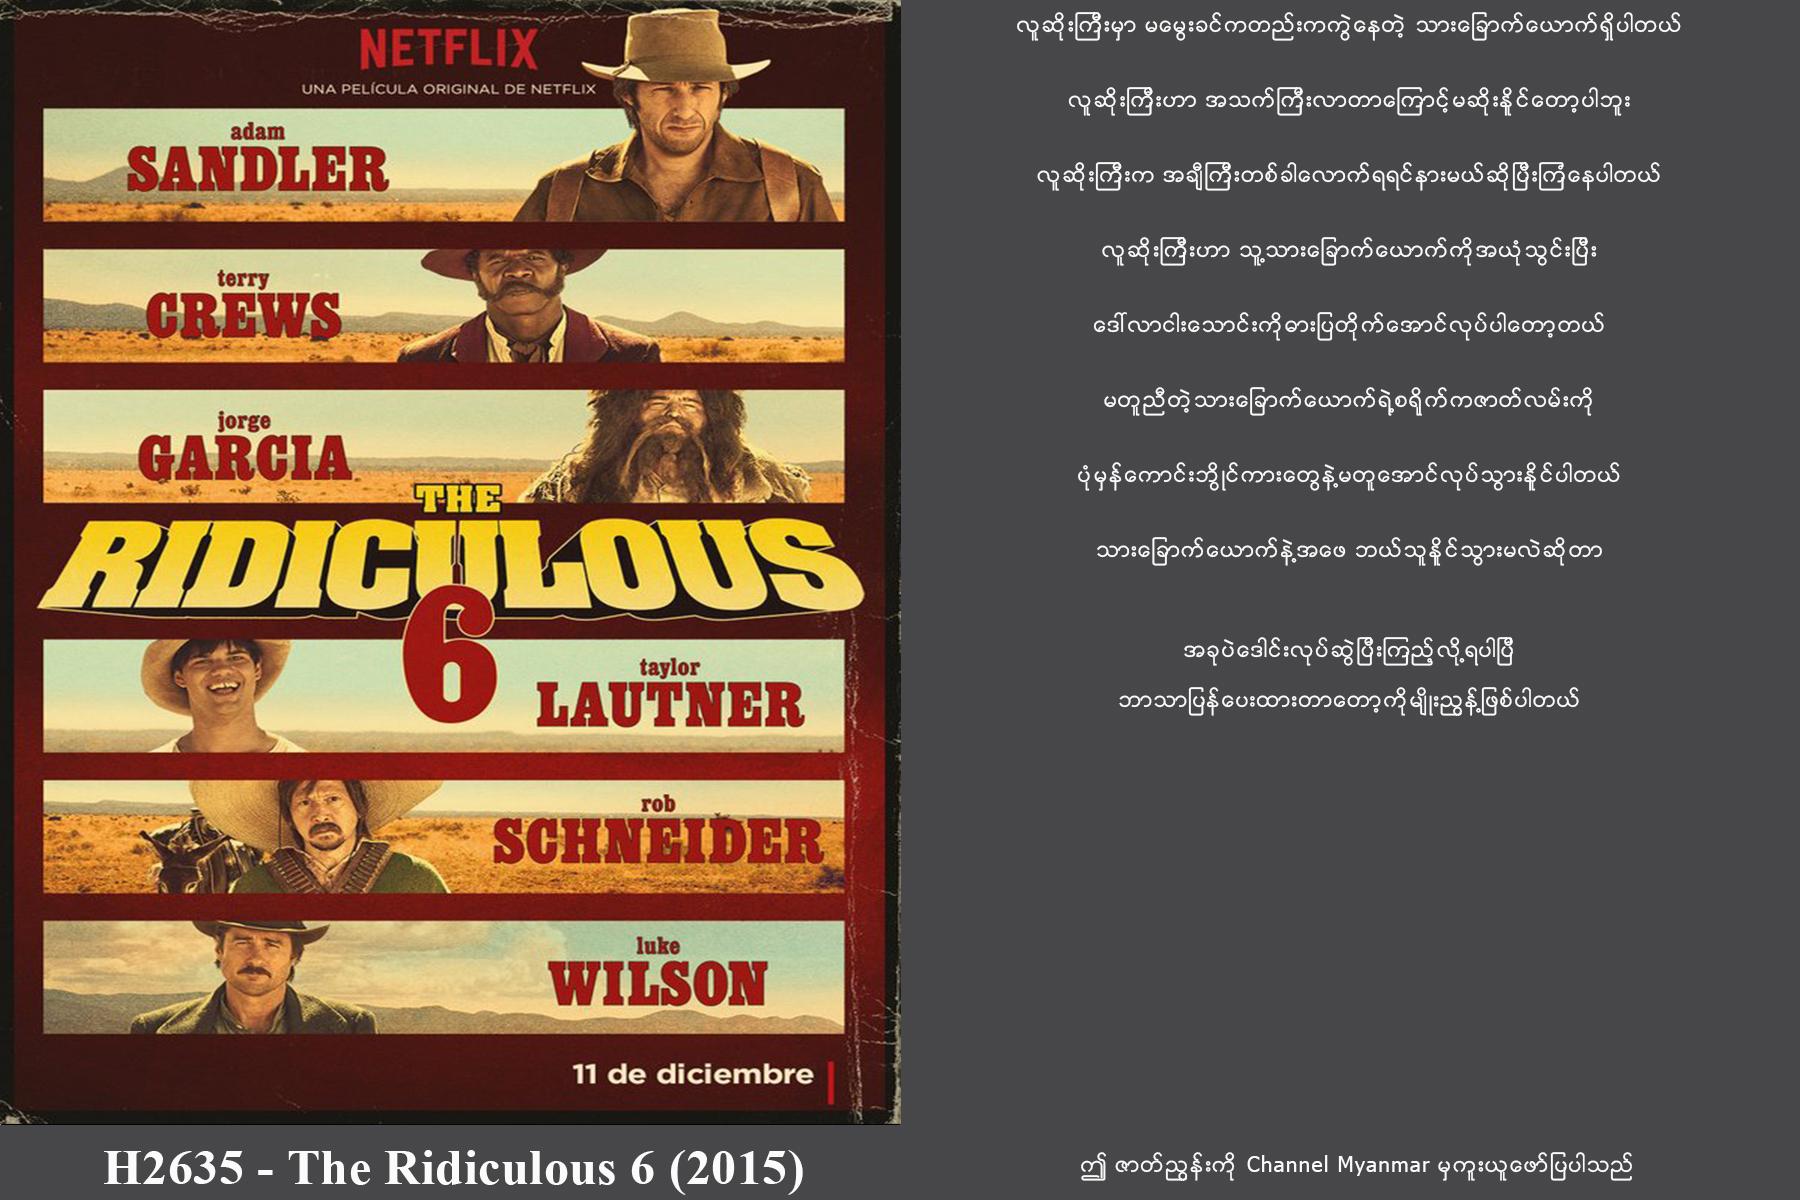 NETFLIX
UNA PELÍCULA ORIGINAL DE NETFLIX
adam
SANDLER
terry
CREWS
jorge
GARCIA
THE
RIDICULOUS
6
taylor
LAUTNER
rob
SCHNEIDER
luke
WILSON
11 de diciembre
H2635 - The Ridiculous 6 (2015)
လူဆိုးကြီးမှာ မမွေးခင်ကတည်းကကွဲနေတဲ့ သားခြောက်ယောက်ရှိပါတယ်
လူဆိုးကြီးဟာ အသက်ကြီးလာတာကြောင့်မဆိုးနိူင်တော့ပါဘူး
လူဆိုးကြီးက အချီကြီးတစ်ခါလောက်ရရင်နားမယ်ဆိုပြီးကြံနေပါတယ်
လူဆိုးကြီးဟာ သူ့သားခြောက်ယောက်ကိုအယုံသွင်းပြီး
ဒေါ်လာငါးသောင်းကိုဓားပြတိုက်အောင်လုပ်ပါတော့တယ်
မတူညီတဲ့သားခြောက်ယောက်ရဲ့စရိုက်ကဇာတ်လမ်းကို
ပုံမှန်ကောင်းဘွိုင်ကားတွေနဲ့မတူအောင်လုပ်သွားနိူင်ပါတယ်
သားခြောက်ယောက်နဲ့အဖေ ဘယ်သူနိူင်သွားမလဲဆိုတာ
အခုပဲဒေါင်းလုပ်ဆွဲပြီးကြည့်လို့ရပါပြီ
ဘာသာပြန်ပေးထားတာတော့ကိုမျိုးညွန့်ဖြစ်ပါတယ်
ဤ ဇာတ်ညွှန်းကို Channel Myanmar မှကူးယူဖော်ပြပါသည်